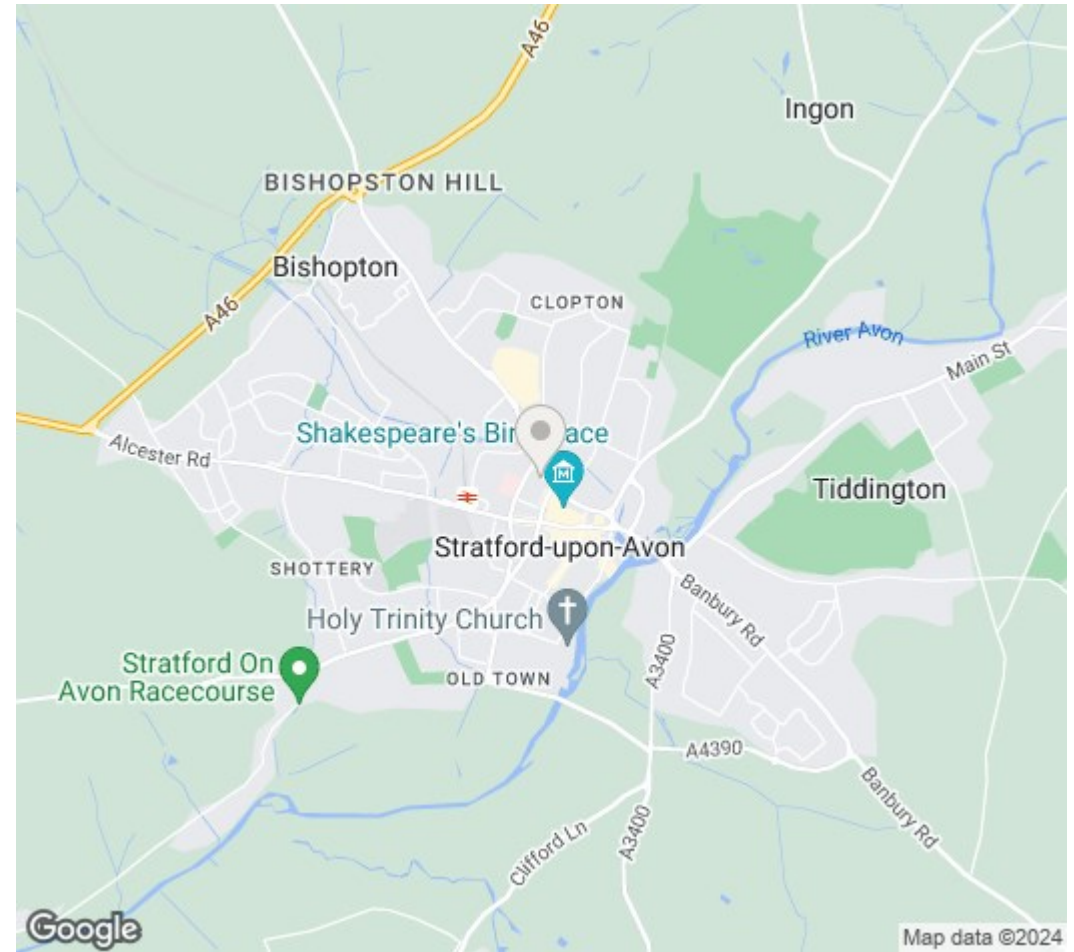 A46
Ingon
BISHOPSTON HILL
Bishopton
CLOPTON
A46
River Avon
Main St
Shakespeare's Bir place
Alcester Rd
Tiddington
Stratford-upon-Avon
SHOTTERY
Banbury Rd
Holy Trinity Church
A3400
Stratford On
Avon Racecourse
OLD TOWN
A4390
Banbury Rd
A3400
Clifford Ln
Google
Map data ©2024